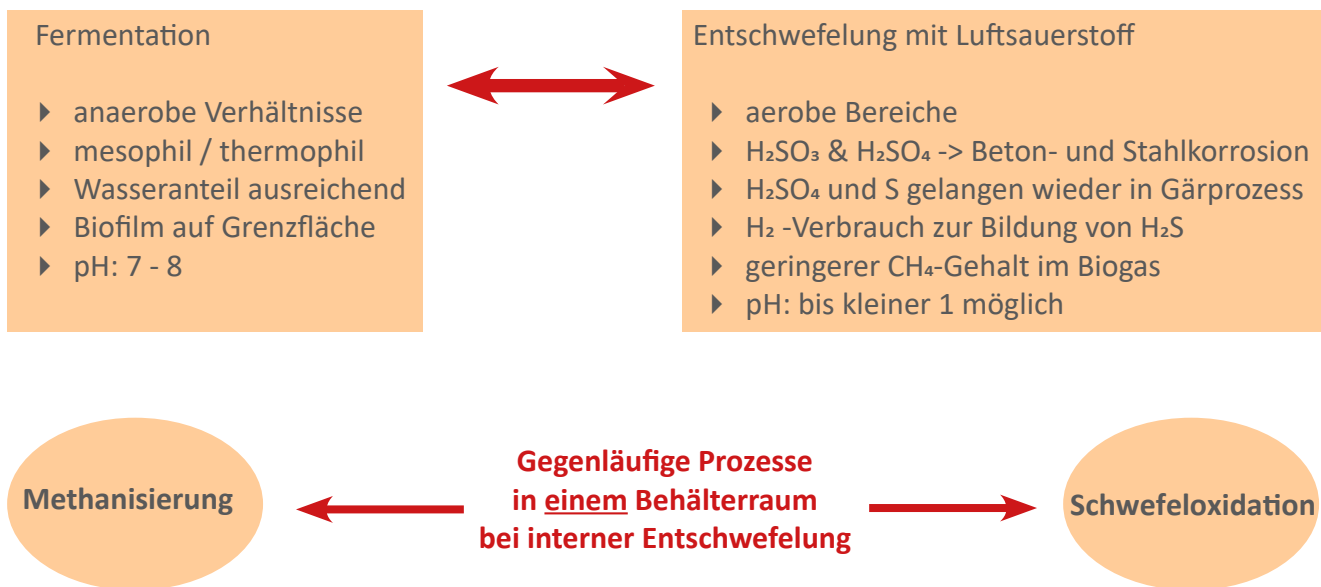 Fermentation
▸ anaerobe Verhältnisse
▸ mesophil / thermophil
▸ Wasseranteil ausreichend
▸ Biofilm auf Grenzfläche
▸ pH: 7 - 8
Entschwefelung mit Luftsauerstoff
▸ aerobe Bereiche
▸ H₂SO₃ & H₂SO₄ -> Beton- und Stahlkorrosion
▸ H₂SO₄ und S gelangen wieder in Gärprozess
▸ H₂ -Verbrauch zur Bildung von H₂S
▸ geringerer CH₄-Gehalt im Biogas
▸ pH: bis kleiner 1 möglich
Methanisierung
Gegenläufige Prozesse
in einem Behälterraum
bei interner Entschwefelung
Schwefeloxidation